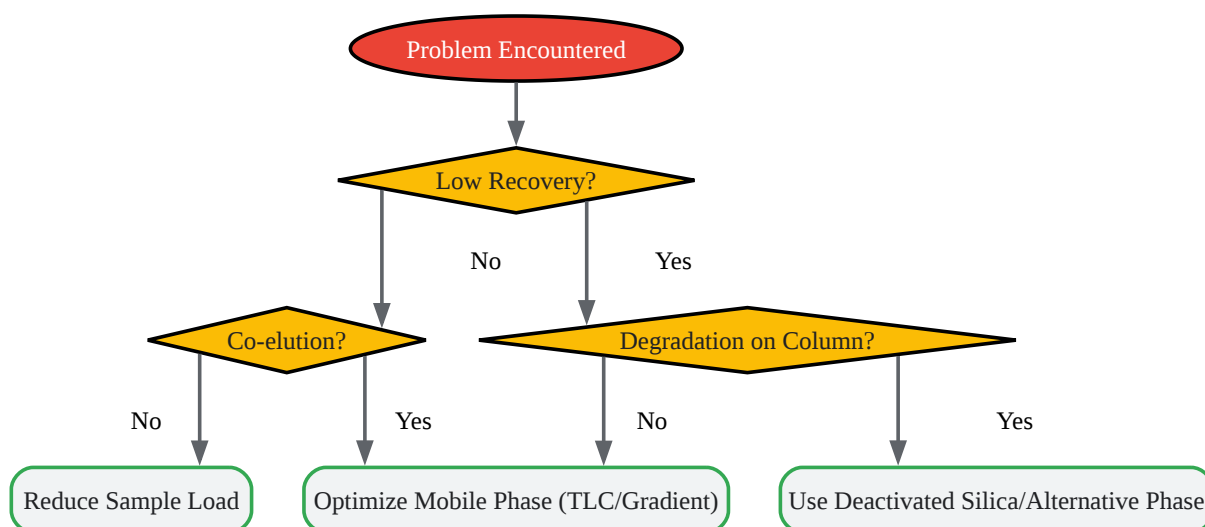 Problem Encountered
Low Recovery?
No
Yes
Co-elution?
Degradation on Column?
No
Yes
No
Yes
Reduce Sample Load
Optimize Mobile Phase (TLC/Gradient)
Use Deactivated Silica/Alternative Phase